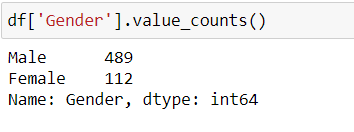 df['Gender'].value_counts()
Male      489
Female    112
Name: Gender, dtype: int64